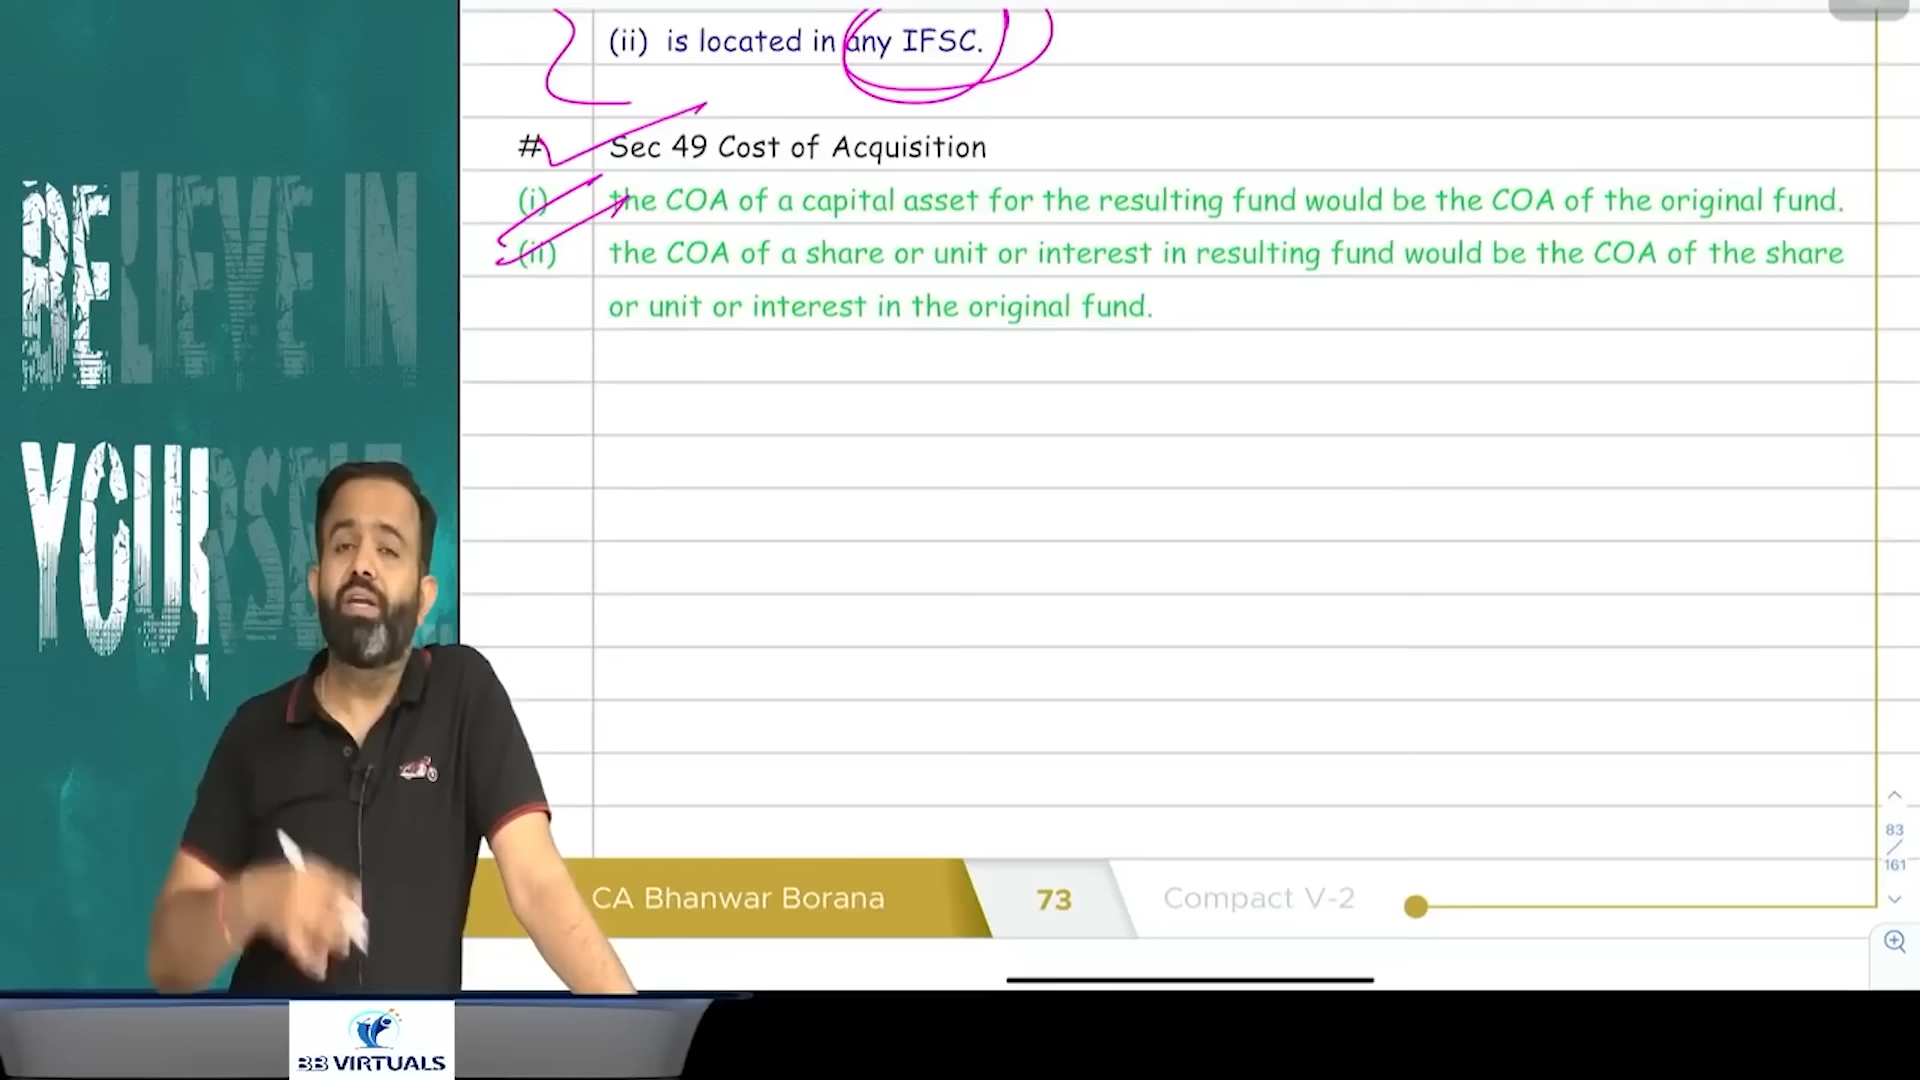 (ii) is located in any IFSC.
# Sec 49 Cost of Acquisition
(i) the COA of a capital asset for the resulting fund would be the COA of the original fund.
(ii) the COA of a share or unit or interest in resulting fund would be the COA of the share
or unit or interest in the original fund.
BELIEVE IN
YOURSELF
CA Bhanwar Borana
73
Compact V-2
83
/
161
BB VIRTUALS